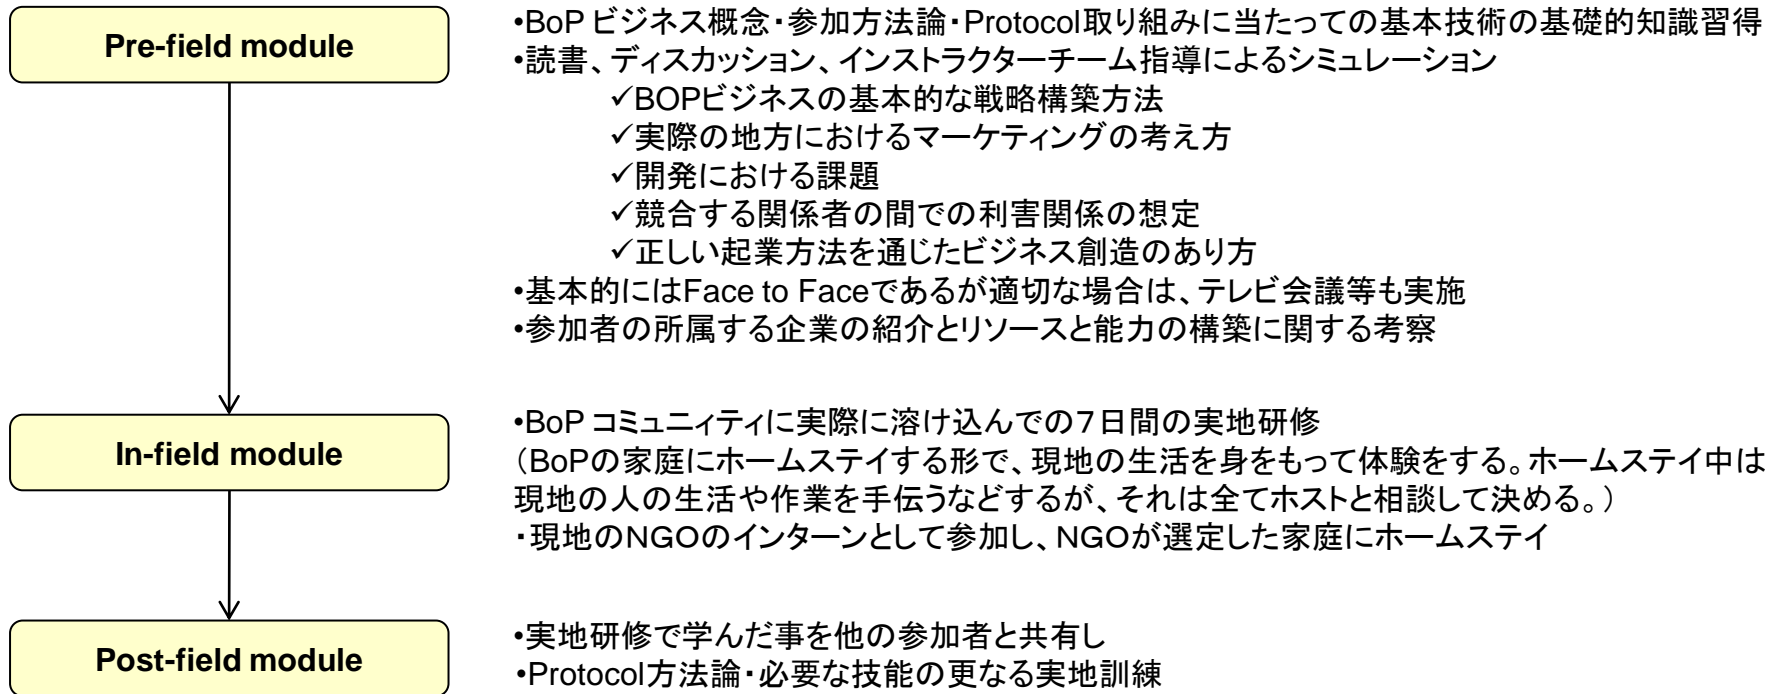 Pre-field module
•BoP ビジネス概念・参加方法論・Protocol取り組みに当たっての基本技術の基礎的知識習得
•読書、ディスカッション、インストラクターチーム指導によるシミュレーション
✓BOPビジネスの基本的な戦略構築方法
✓実際の地方におけるマーケティングの考え方
✓開発における課題
✓競合する関係者の間での利害関係の想定
✓正しい起業方法を通じたビジネス創造のあり方
•基本的にはFace to Faceであるが適切な場合は、テレビ会議等も実施
•参加者の所属する企業の紹介とリソースと能力の構築に関する考察
In-field module
•BoP コミュニィティに実際に溶け込んでの７日間の実地研修
（BoPの家庭にホームステイする形で、現地の生活を身をもって体験をする。ホームステイ中は
現地の人の生活や作業を手伝うなどするが、それは全てホストと相談して決める。）
・現地のＮＧＯのインターンとして参加し、ＮＧＯが選定した家庭にホームステイ
Post-field module
•実地研修で学んだ事を他の参加者と共有し
•Protocol方法論・必要な技能の更なる実地訓練